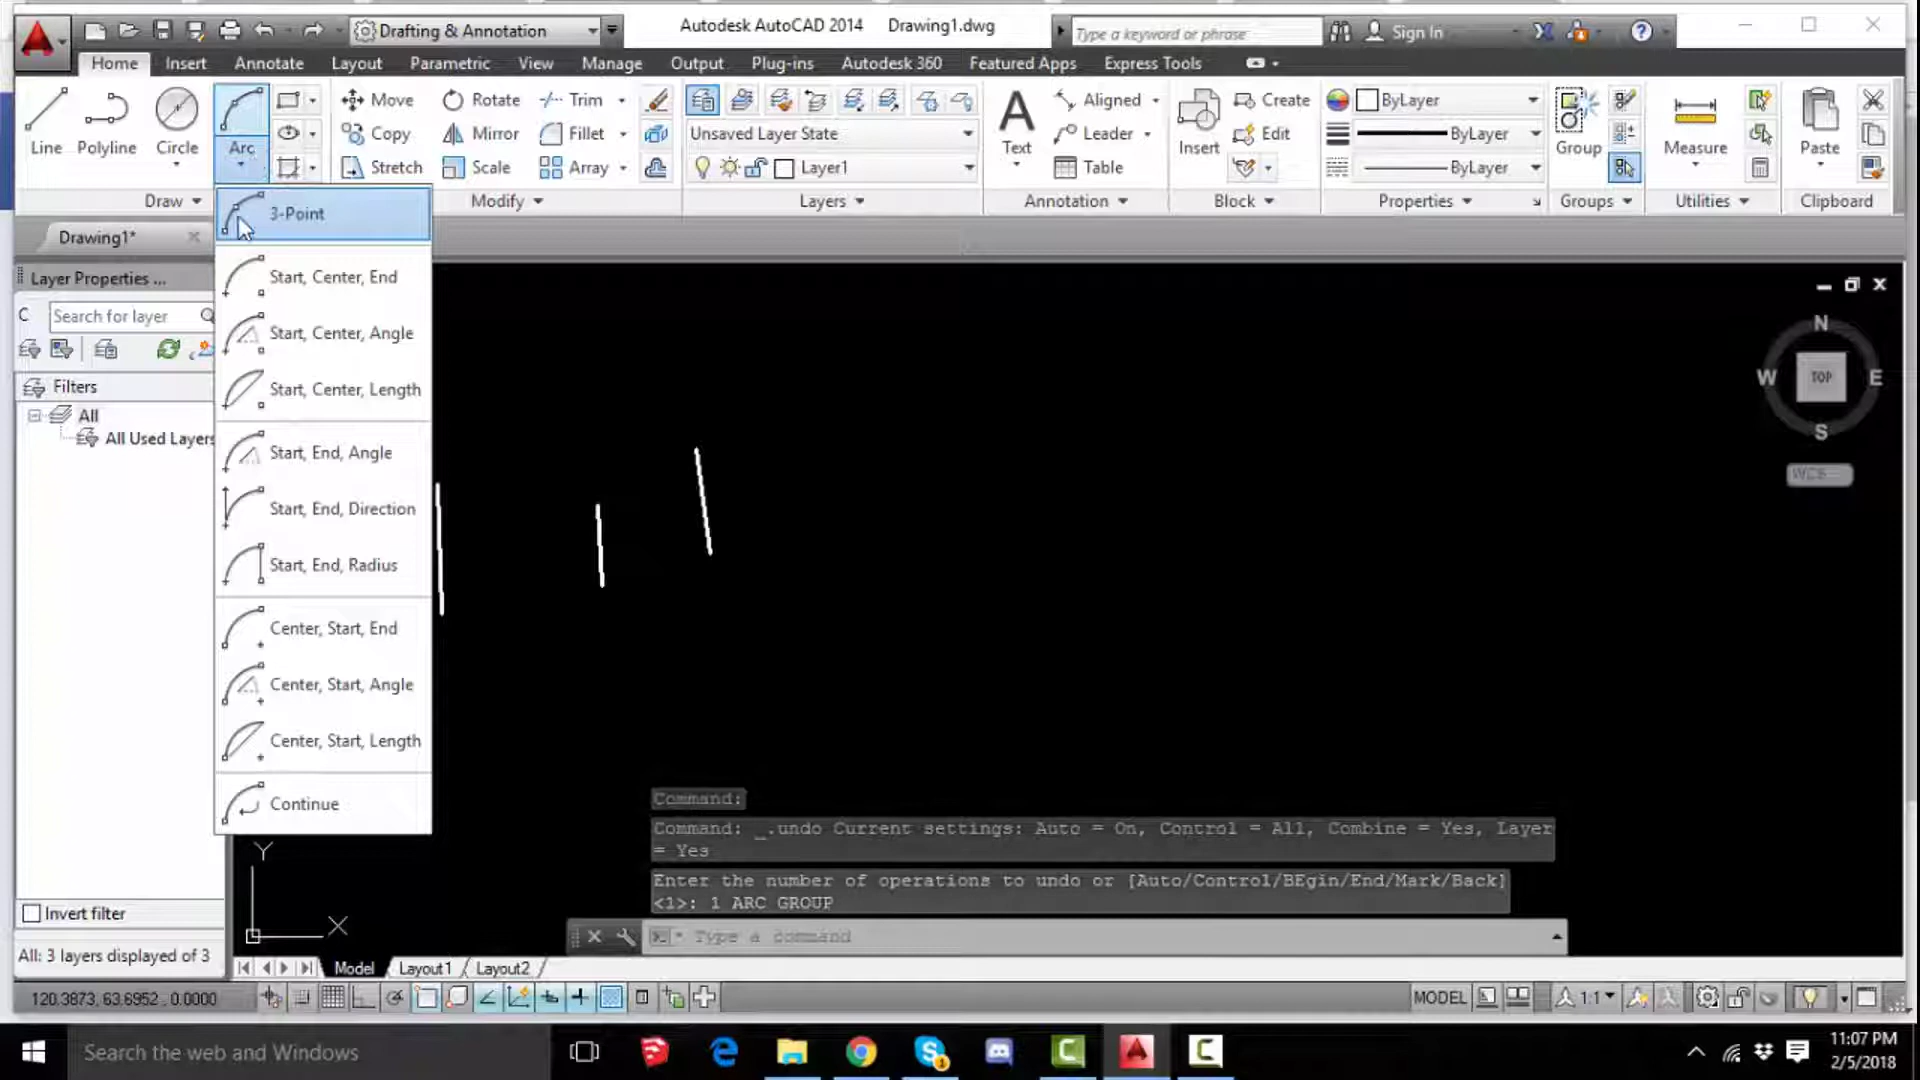 Drafting & Annotation
Autodesk AutoCAD 2014 Drawing1.dwg
Type a keyword or phrase
Sign In
Home Insert Annotate Layout Parametric View Manage Output Plug-ins Autodesk 360 Featured Apps Express Tools
Line
Polyline
Circle
Arc
Move
Rotate
Trim
Copy
Mirror
Fillet
Stretch
Scale
Array
Unsaved Layer State
Layer1
Text
Aligned
Leader
Table
Insert
Create
Edit
ByLayer
ByLayer
ByLayer
Group
Measure
Paste
Draw
Modify
Layers
Annotation
Block
Properties
Groups
Utilities
Clipboard
Drawing1*
Layer Properties ...
C
Search for layer
Filters
All
All Used Layers
Invert filter
All: 3 layers displayed of 3
3-Point
Start, Center, End
Start, Center, Angle
Start, Center, Length
Start, End, Angle
Start, End, Direction
Start, End, Radius
Center, Start, End
Center, Start, Angle
Center, Start, Length
Continue
N
W
TOP
E
S
WCS
Y
X
Command:
Command: _.undo Current settings: Auto = On, Control = All, Combine = Yes, Layer
= Yes
Enter the number of operations to undo or [Auto/Control/BEgin/End/Mark/Back]
<1>: 1 ARC GROUP
Type a command
Model Layout1 Layout2
120.3873, 63.6952, 0.0000
MODEL
1:1
Search the web and Windows
11:07 PM
2/5/2018